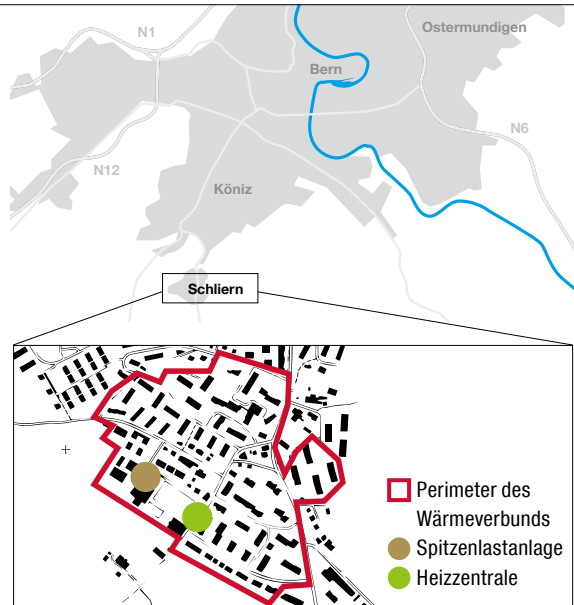 N1
Ostermundigen
Bern
N6
N12
Köniz
Schliern
Perimeter des
Wärmeverbunds
Spitzenlastanlage
Heizzentrale